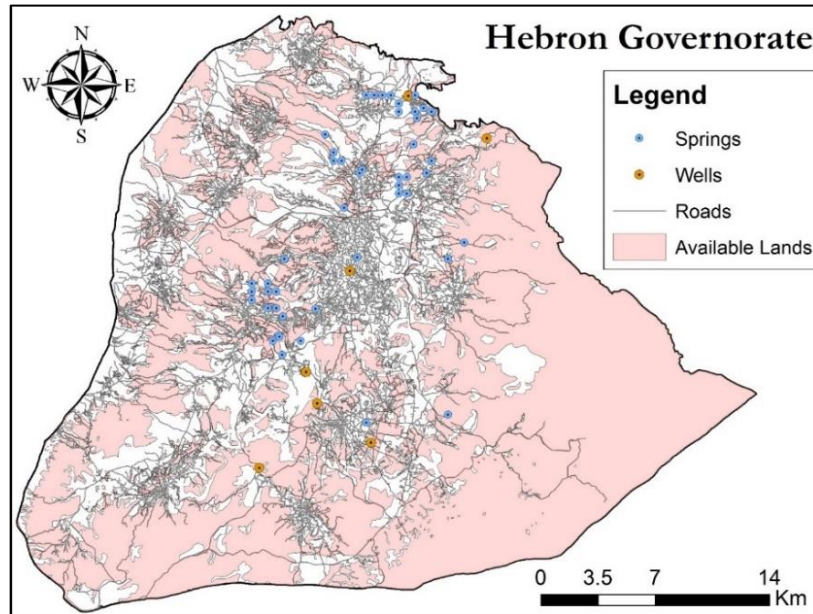 Hebron Governorate
N
W E
S
Legend
Springs
Wells
Roads
Available Lands
0 3.5 7 14
Km